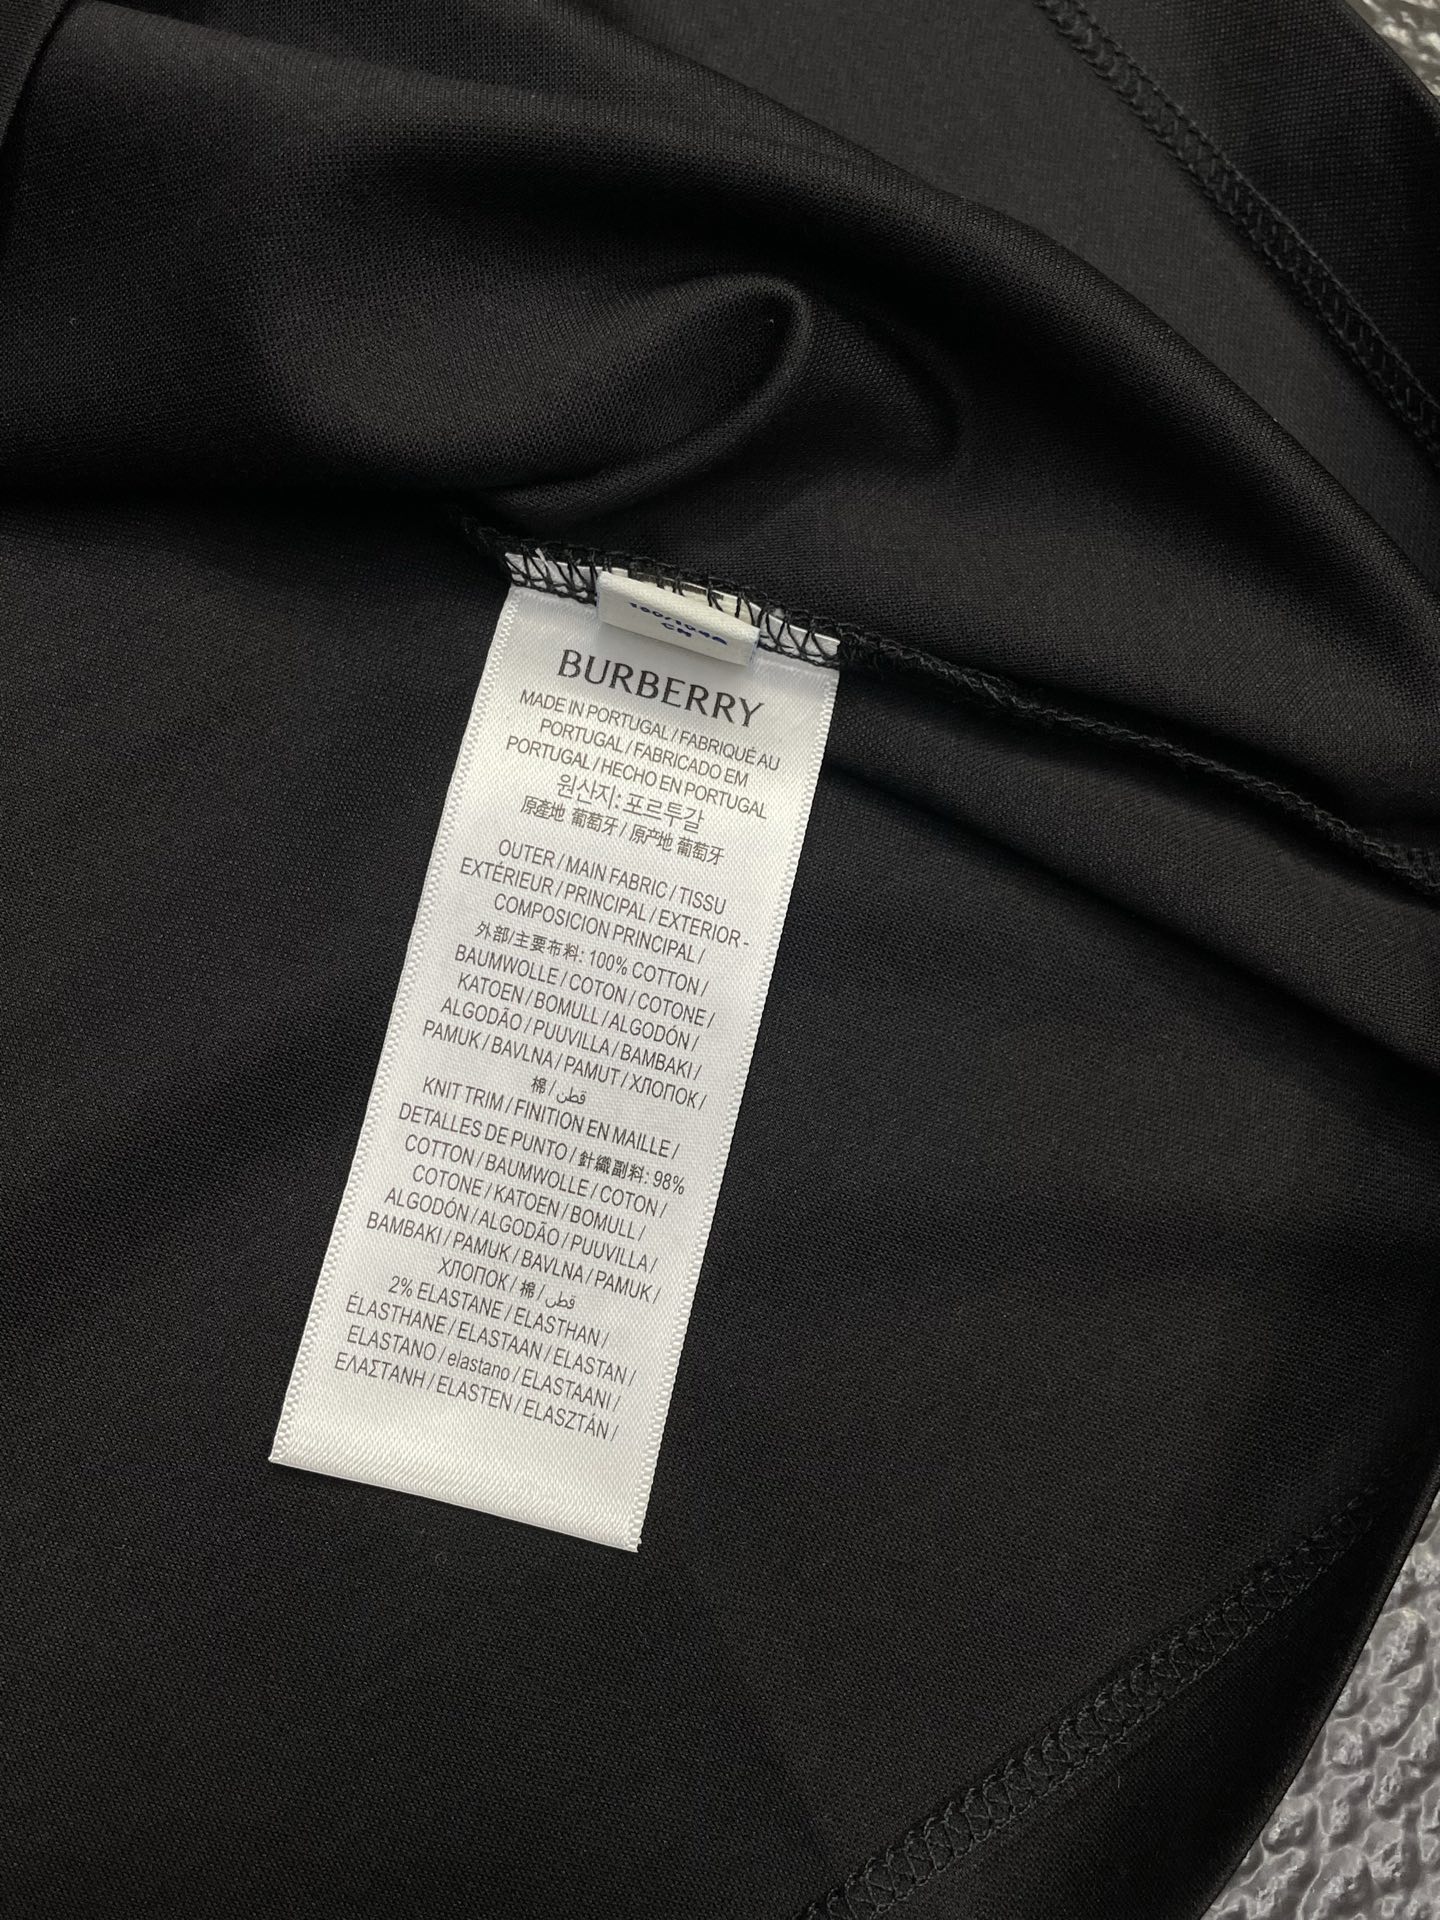 BURBERRY
MADE IN PORTUGAL / FABRIQUÉ AU
PORTUGAL / FABRICADO EM
PORTUGAL / HECHO EN PORTUGAL
원산지: 포르투갈
原產地 葡萄牙 / 原产地 葡萄牙
OUTER / MAIN FABRIC / TISSU
EXTÉRIEUR / PRINCIPAL / EXTERIOR -
COMPOSICION PRINCIPAL /
外部/主要布料: 100% COTTON /
BAUMWOLLE / COTON / COTONE /
KATOEN / BOMULL / ALGODÓN /
ALGODÃO / PUUVILLA / BAMBAKI /
PAMUK / BAVLNA / PAMUT / ХЛОПОК /
棉 / قطن
KNIT TRIM / FINITION EN MAILLE /
DETALLES DE PUNTO / 針織副料: 98%
COTTON / BAUMWOLLE / COTON /
COTONE / KATOEN / BOMULL /
ALGODÓN / ALGODÃO / PUUVILLA /
BAMBAKI / PAMUK / BAVLNA / PAMUK /
ХЛОПОК / 棉 / قطن
2% ELASTANE / ELASTHAN /
ÉLASTHANE / ELASTAAN / ELASTAN /
ELASTANO / elastano / ELASTAANI /
ΕΛΑΣΤΑΝΗ / ELASTEN / ELASZTÁN /